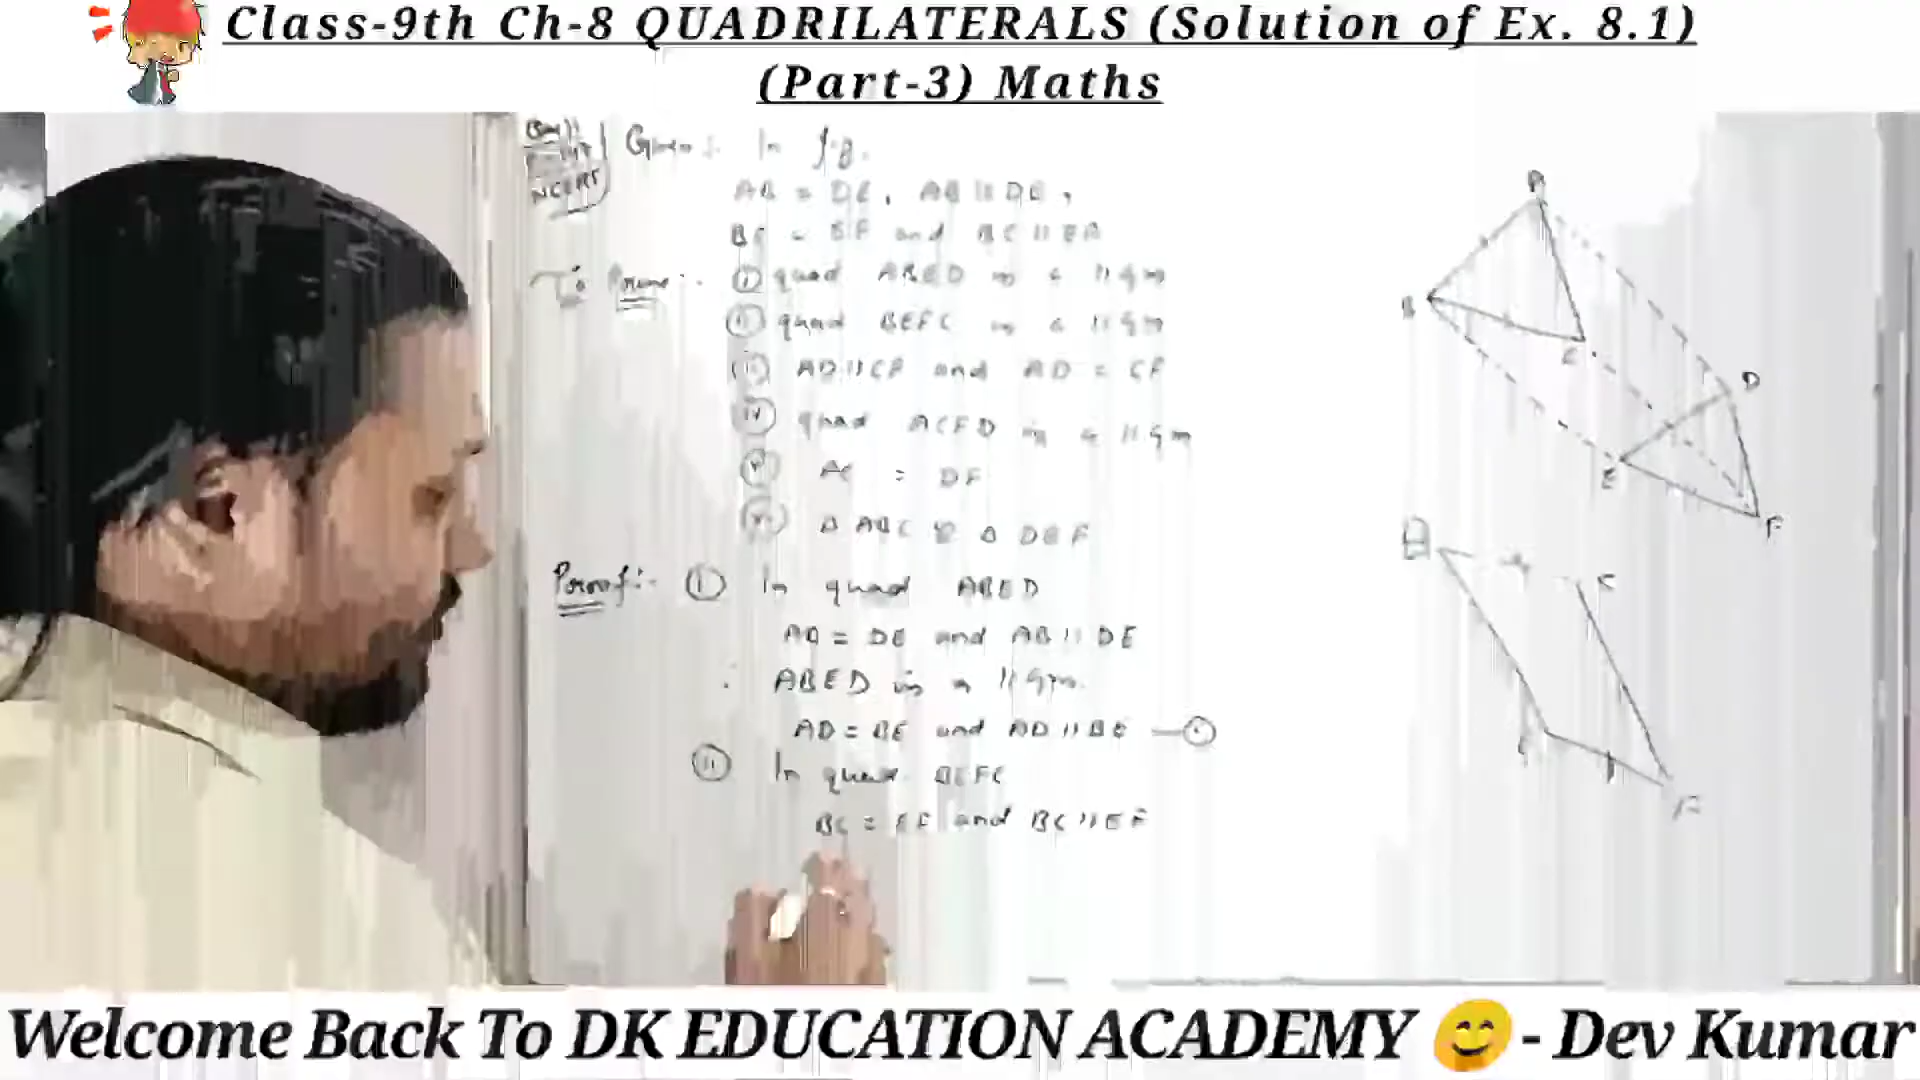 Class-9th Ch-8 QUADRILATERALS (Solution of Ex. 8.1)
(Part-3) Maths
NCERT
Given:- In fig.
AB = DE, AB || DE,
BC = EF and BC || EF
To Prove:- (i) quad ABED is a ||gm
(ii) quad BEFC is a ||gm
(iii) AD || CF and AD = CF
(iv) quad ACFD is a ||gm
(v) AC = DF
(vi) Δ ABC ≅ Δ DEF
Proof:- (i) In quad ABED
AB = DE and AB || DE
∴ ABED is a ||gm.
AD = BE and AD || BE —
(ii) In quad. BEFC
BC = EF and BC || EF
A
B
C
D
E
F
B
C
E
F
Welcome Back To DK EDUCATION ACADEMY 😊 - Dev Kumar